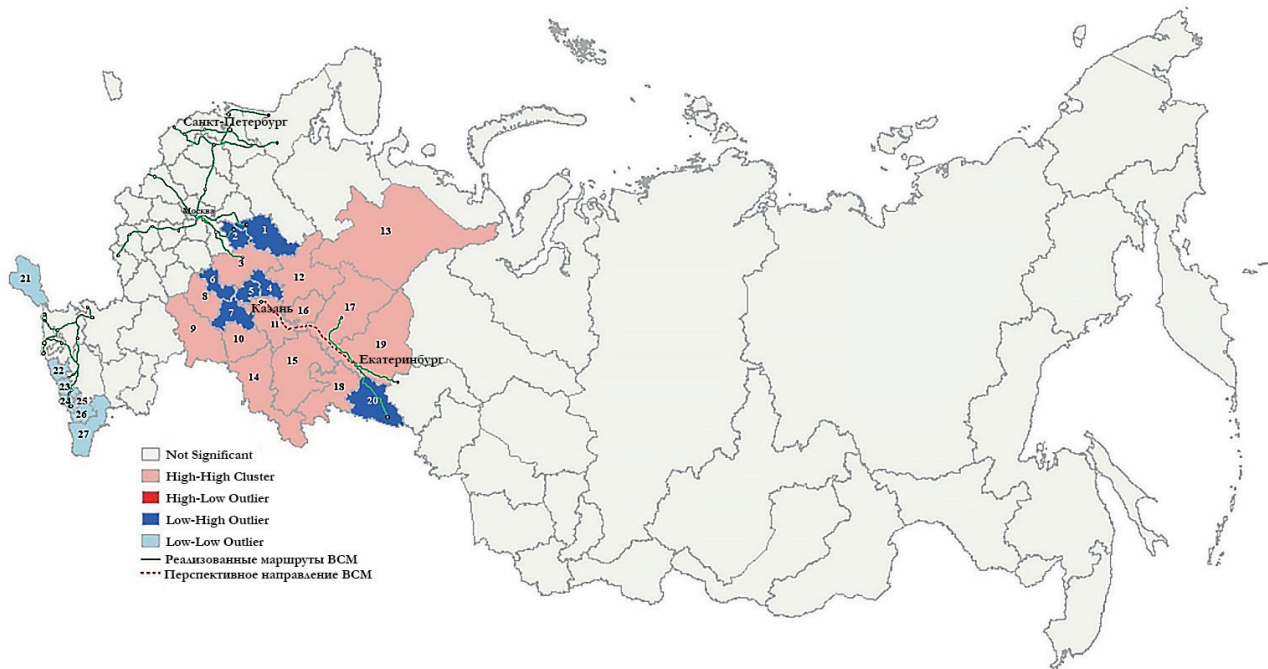 Санкт-Петербург
Москва
1
2
3
13
12
6
5
4
8
7
Казань
16
17
11
9
10
19
15
Екатеринбург
14
18
20
21
22
23
24
25
26
27
Not Significant
High-High Cluster
High-Low Outlier
Low-High Outlier
Low-Low Outlier
Реализованные маршруты ВСМ
Перспективное направление ВСМ